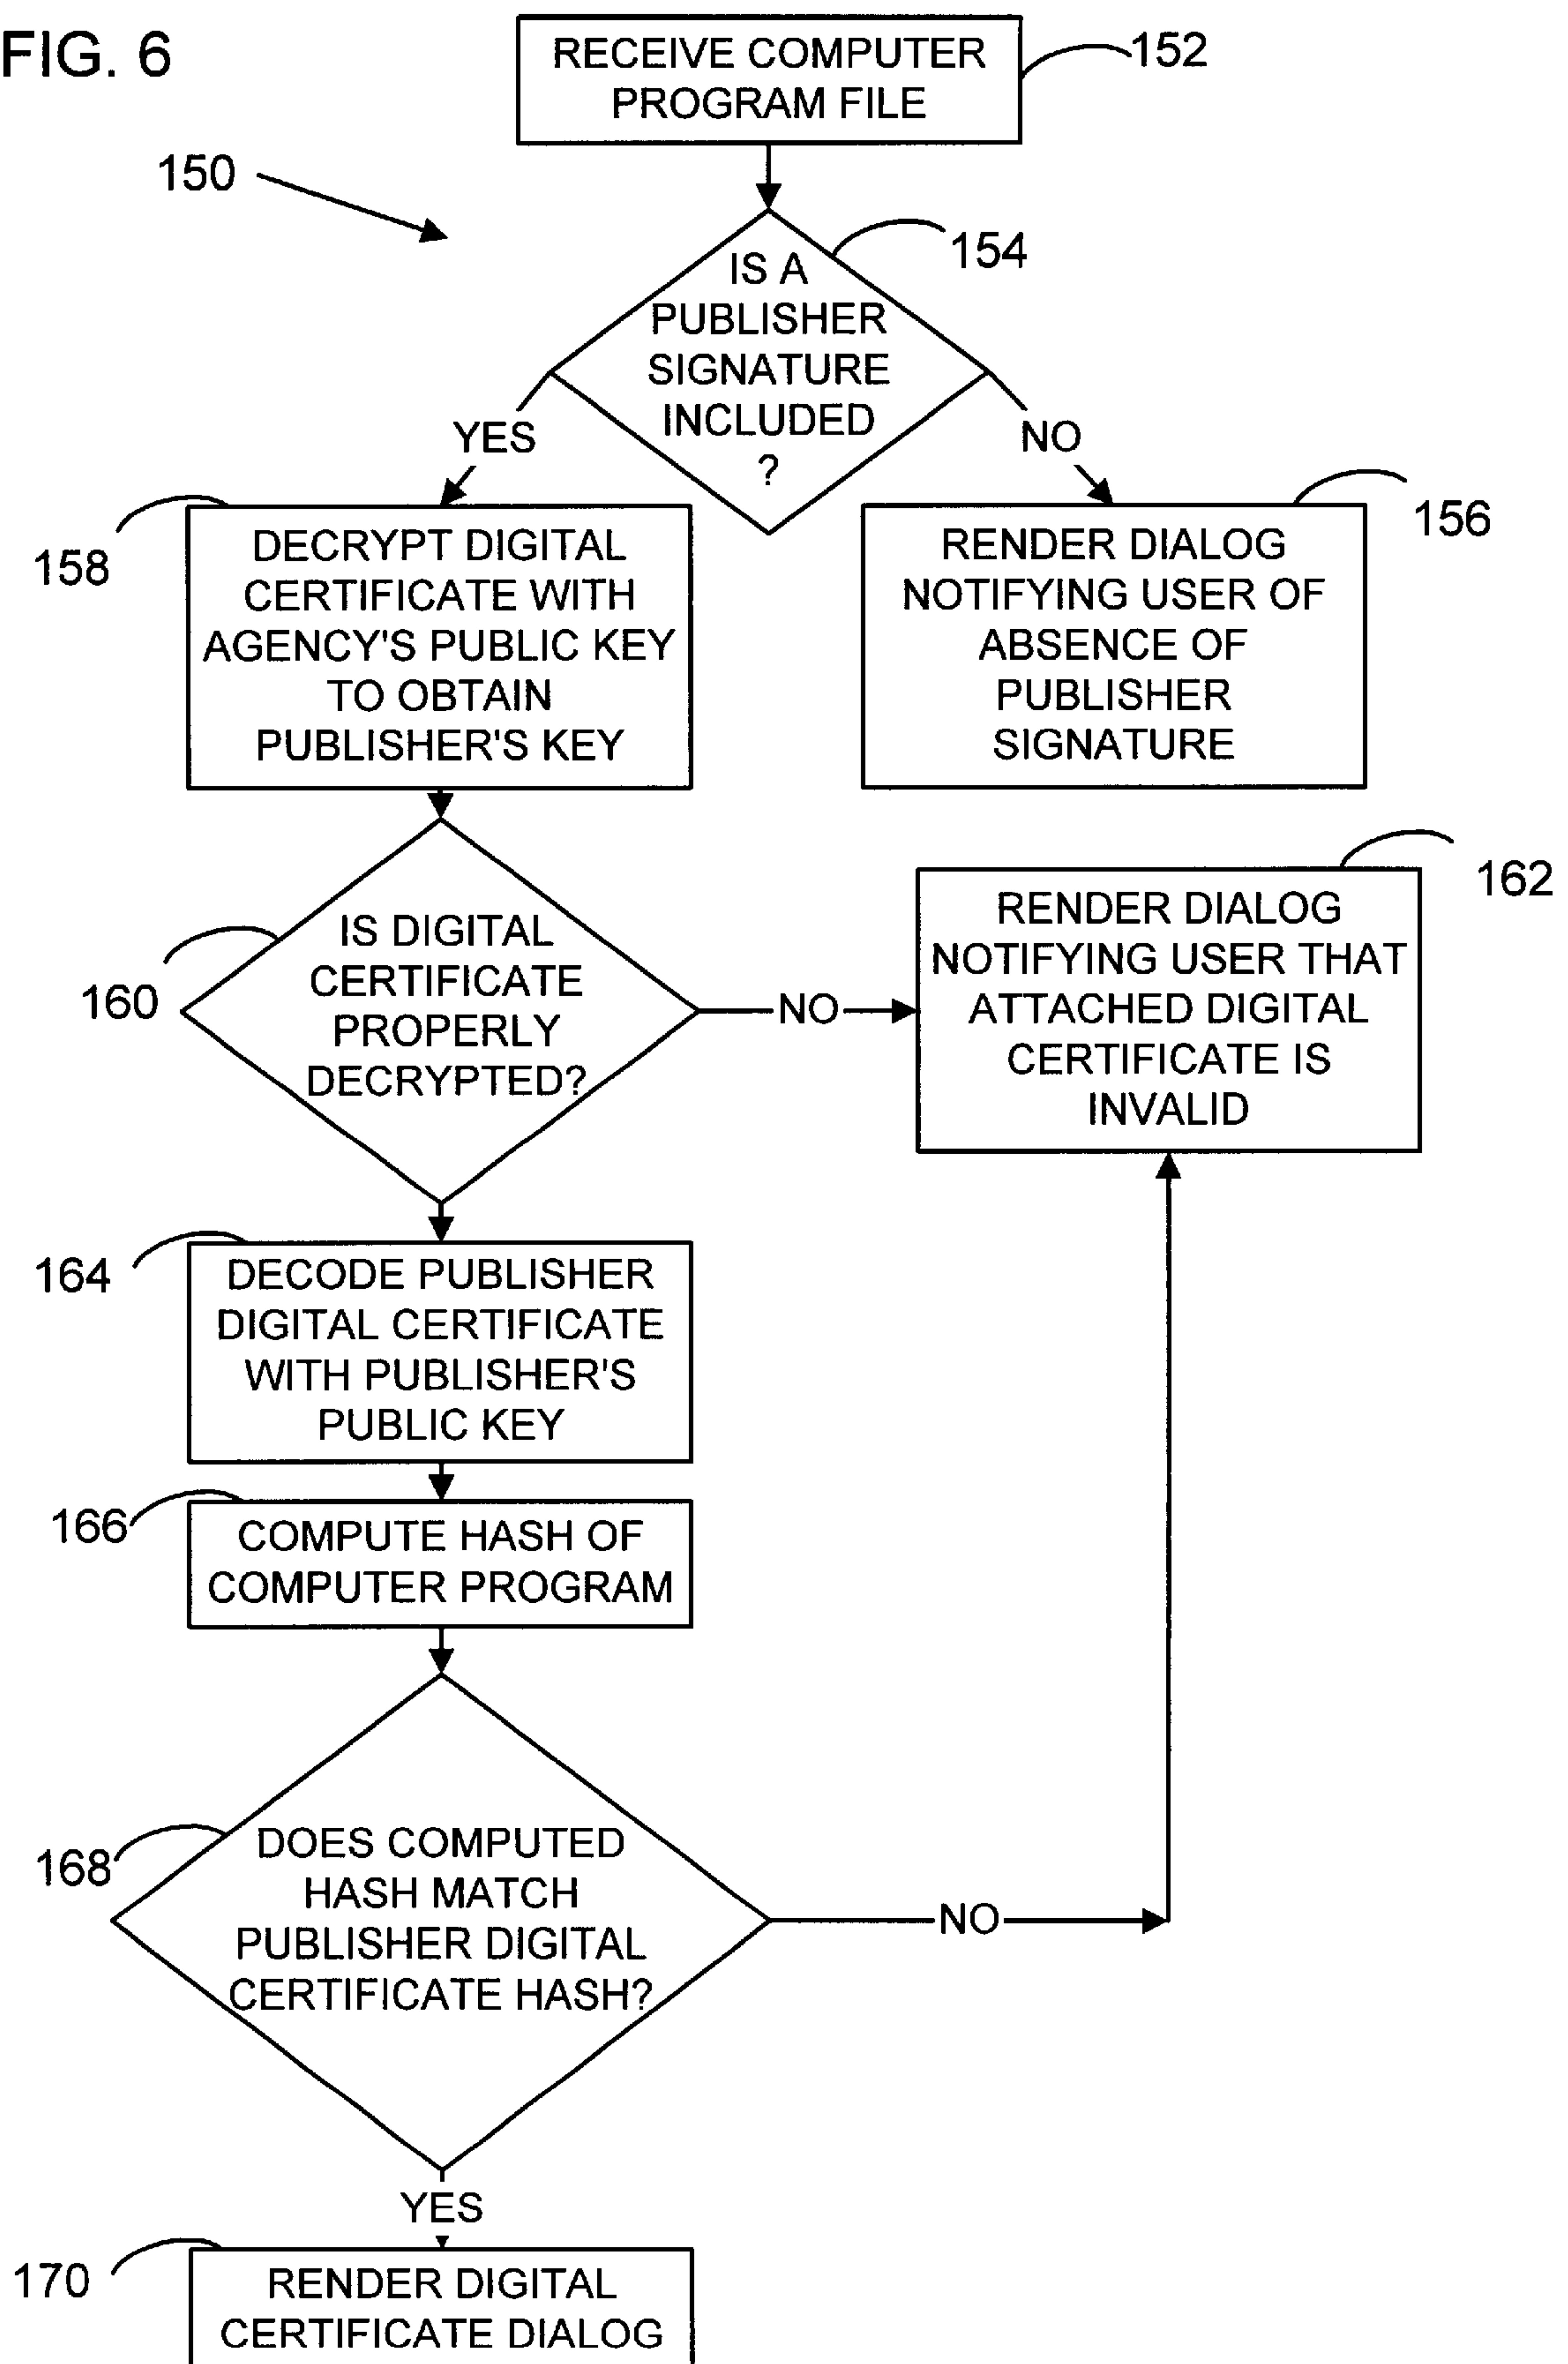 FIG. 6
RECEIVE COMPUTER
PROGRAM FILE
152
150
154
IS A
PUBLISHER
SIGNATURE
INCLUDED
?
YES
NO
158
DECRYPT DIGITAL
CERTIFICATE WITH
AGENCY'S PUBLIC KEY
TO OBTAIN
PUBLISHER'S KEY
156
RENDER DIALOG
NOTIFYING USER OF
ABSENCE OF
PUBLISHER
SIGNATURE
160
IS DIGITAL
CERTIFICATE
PROPERLY
DECRYPTED?
NO
162
RENDER DIALOG
NOTIFYING USER THAT
ATTACHED DIGITAL
CERTIFICATE IS
INVALID
164
DECODE PUBLISHER
DIGITAL CERTIFICATE
WITH PUBLISHER'S
PUBLIC KEY
166
COMPUTE HASH OF
COMPUTER PROGRAM
168
DOES COMPUTED
HASH MATCH
PUBLISHER DIGITAL
CERTIFICATE HASH?
NO
YES
170
RENDER DIGITAL
CERTIFICATE DIALOG